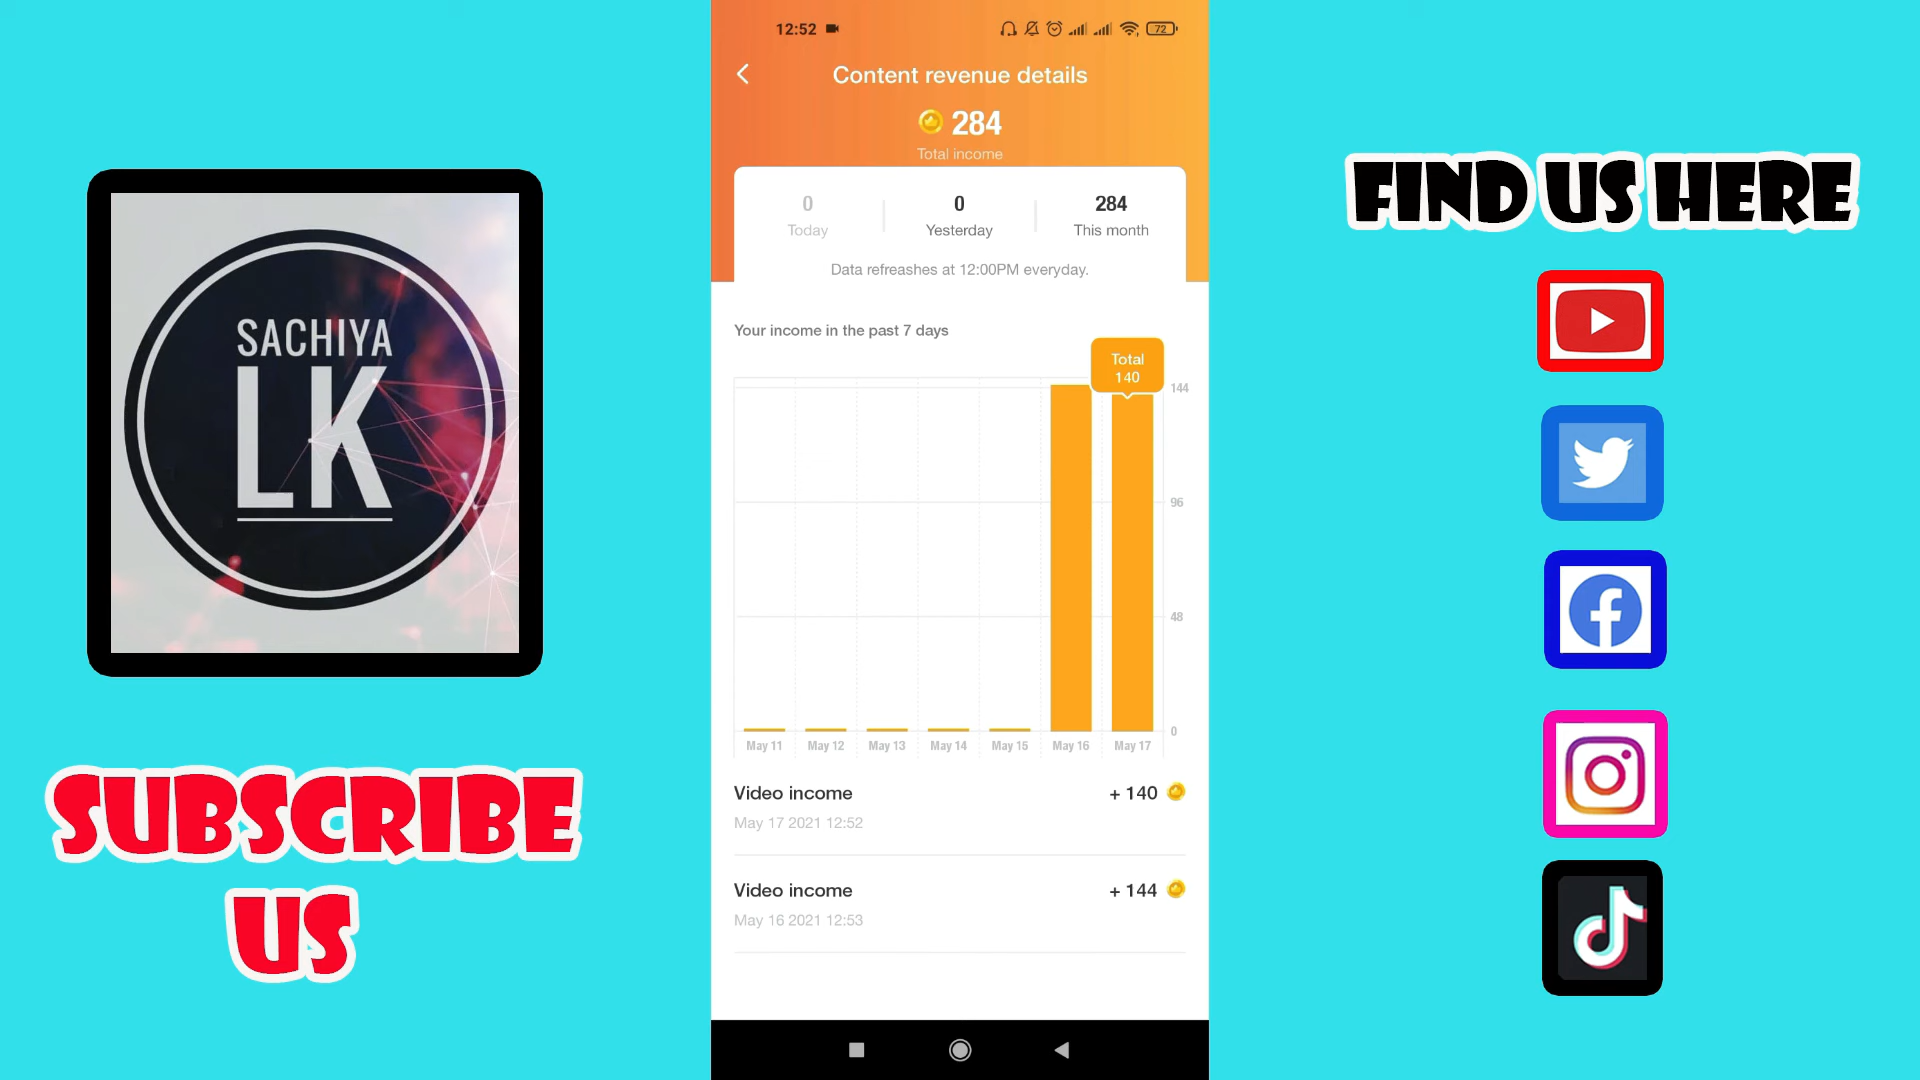 SACHIYA
LK
SUBSCRIBE
US
12:52
72
Content revenue details
284
Total income
0
Today
0
Yesterday
284
This month
Data refreashes at 12:00PM everyday.
Your income in the past 7 days
Total
140
144
96
48
0
May 11 May 12 May 13 May 14 May 15 May 16 May 17
Video income + 140
May 17 2021 12:52
Video income + 144
May 16 2021 12:53
FIND US HERE